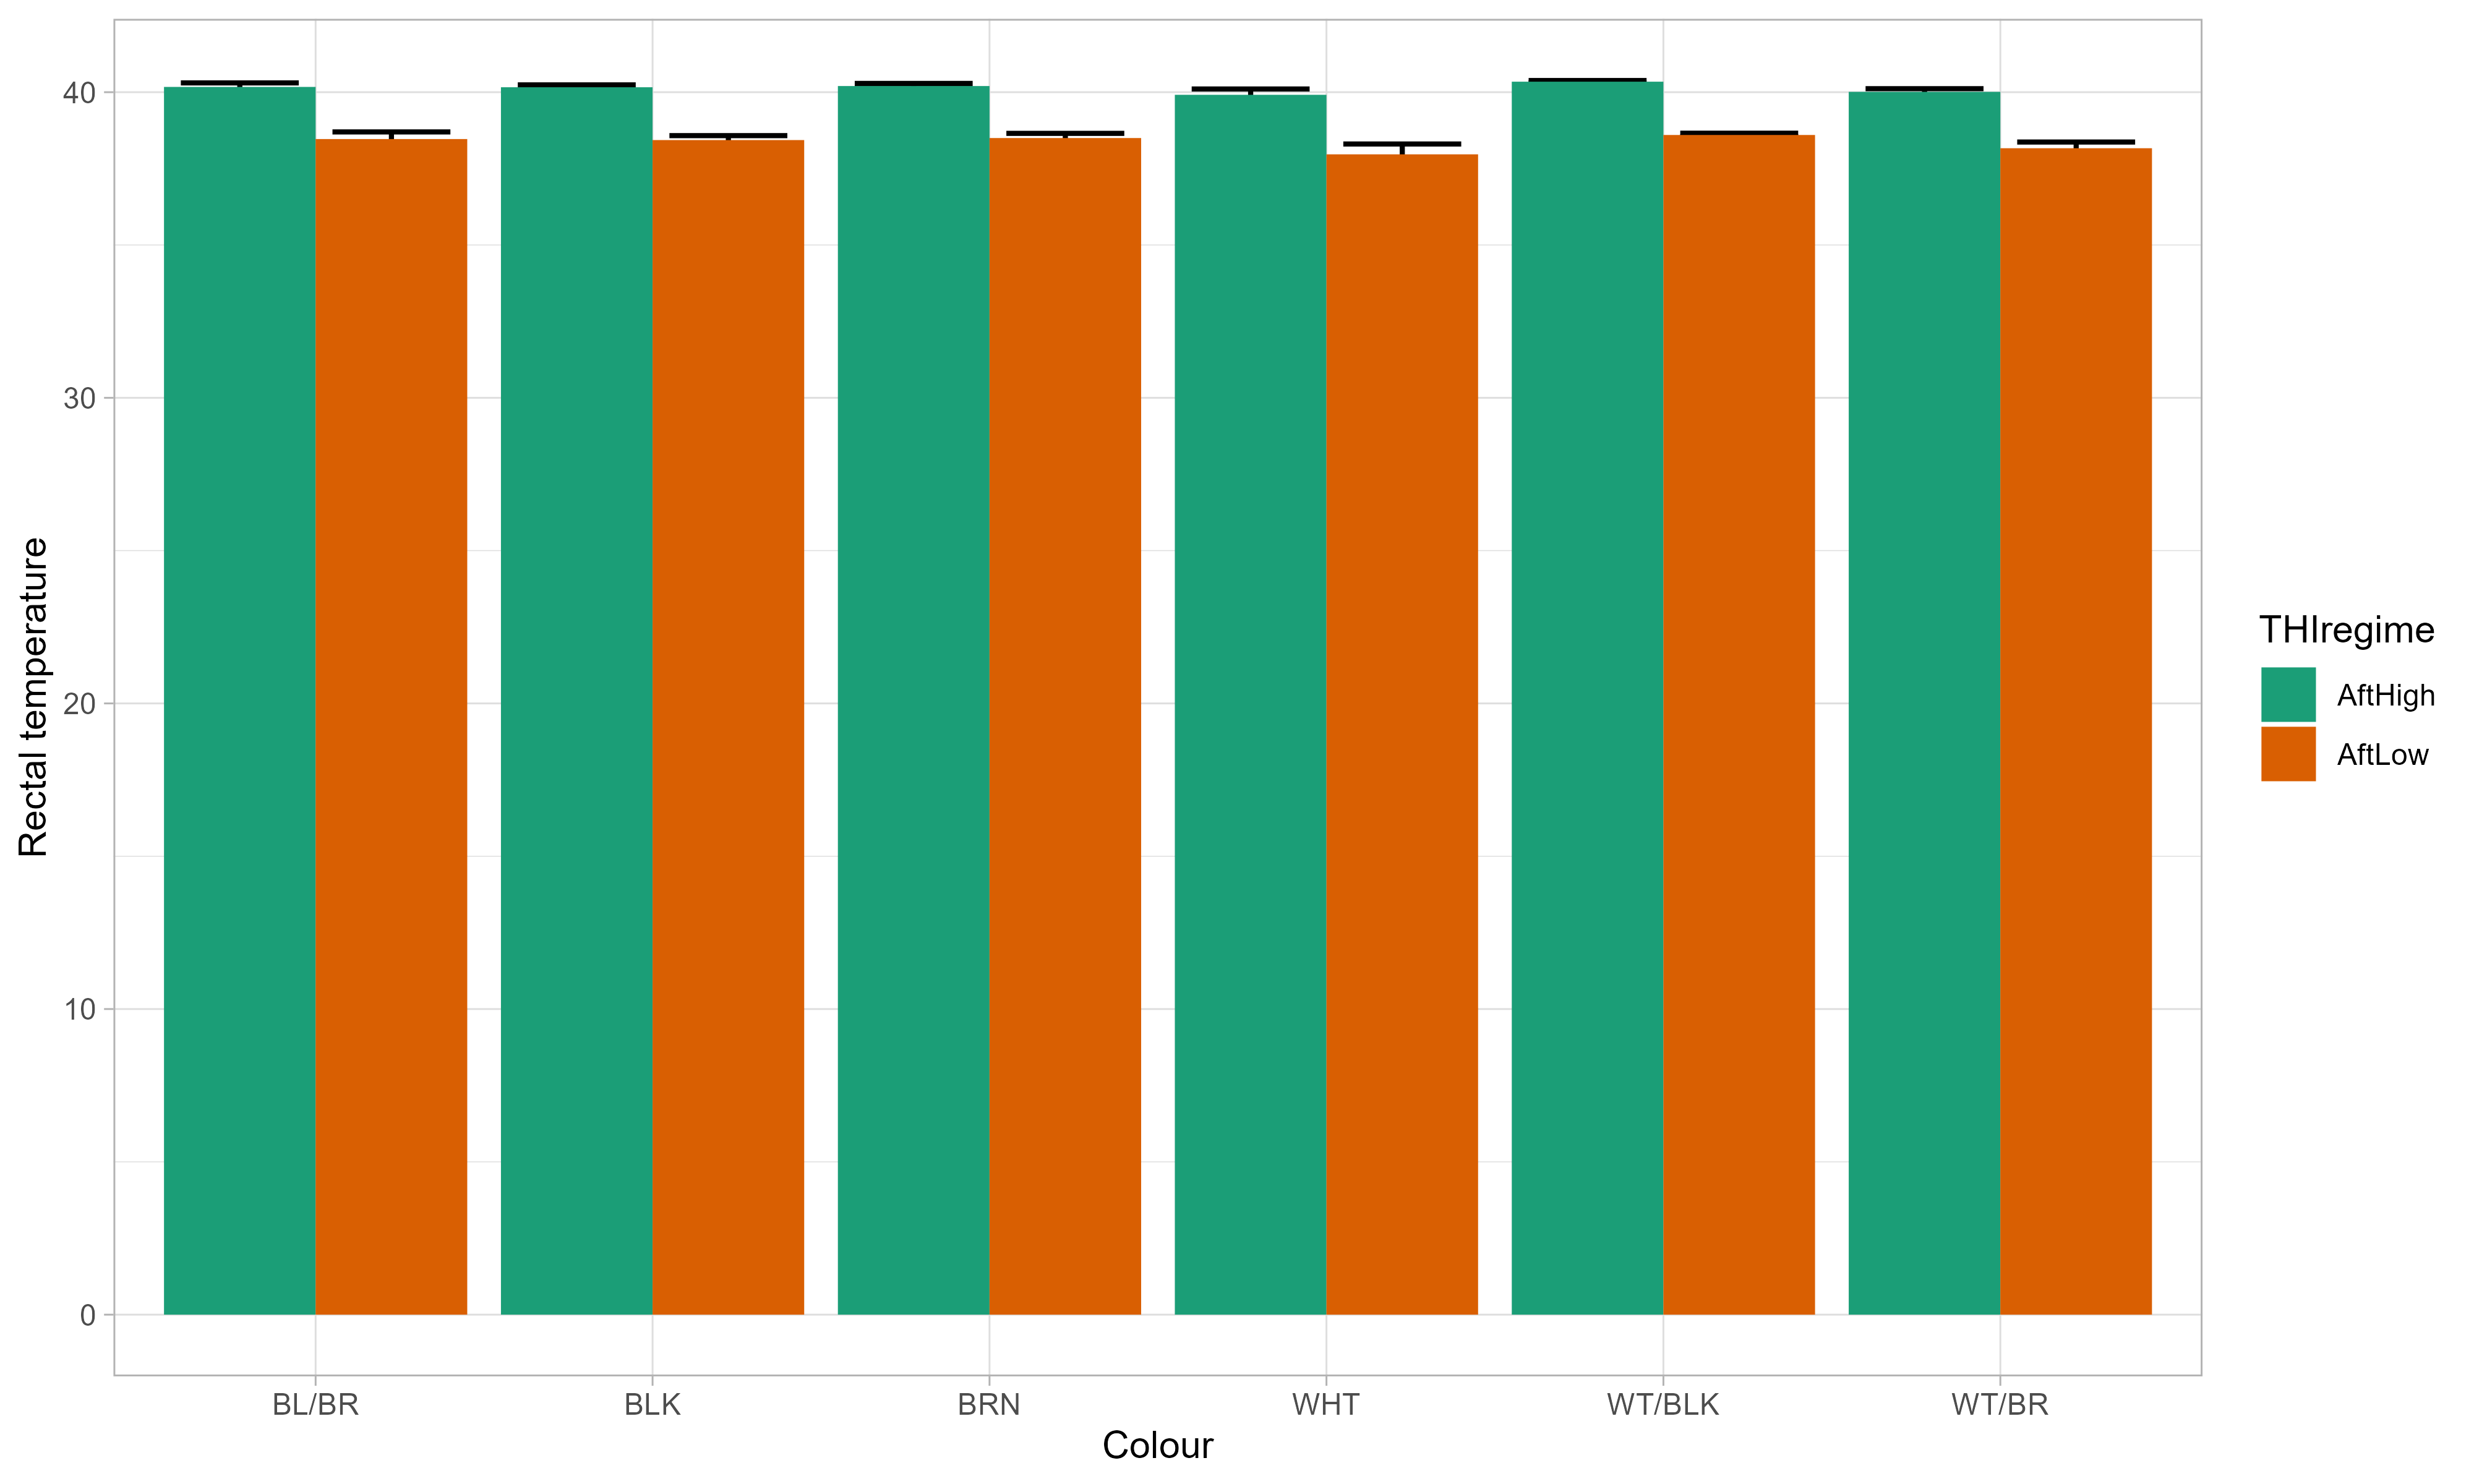 40
30
20
10
0
Rectal temperature
BL/BR
BLK
BRN
WHT
WT/BLK
WT/BR
Colour
THIregime
AftHigh
AftLow